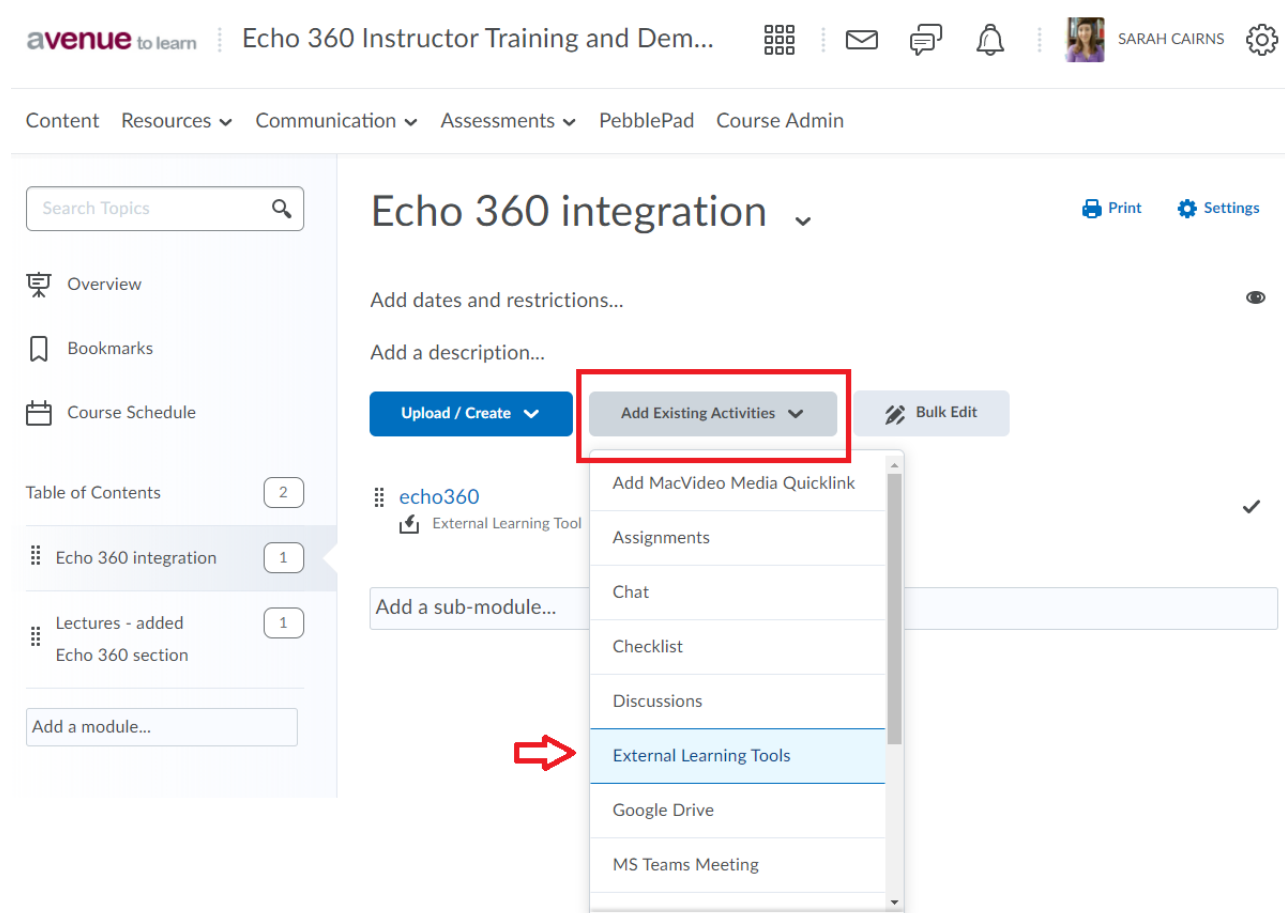 avenue to learn
Echo 360 Instructor Training and Dem...
SARAH CAIRNS
Content Resources Communication Assessments PebblePad Course Admin
Search Topics
Overview
Bookmarks
Course Schedule
Table of Contents 2
Echo 360 integration 1
Lectures - added 1
Echo 360 section
Add a module...
Echo 360 integration
Print Settings
Add dates and restrictions...
Add a description...
Upload / Create Add Existing Activities Bulk Edit
echo360
External Learning Tool
Add a sub-module...
Add MacVideo Media Quicklink
Assignments
Chat
Checklist
Discussions
External Learning Tools
Google Drive
MS Teams Meeting